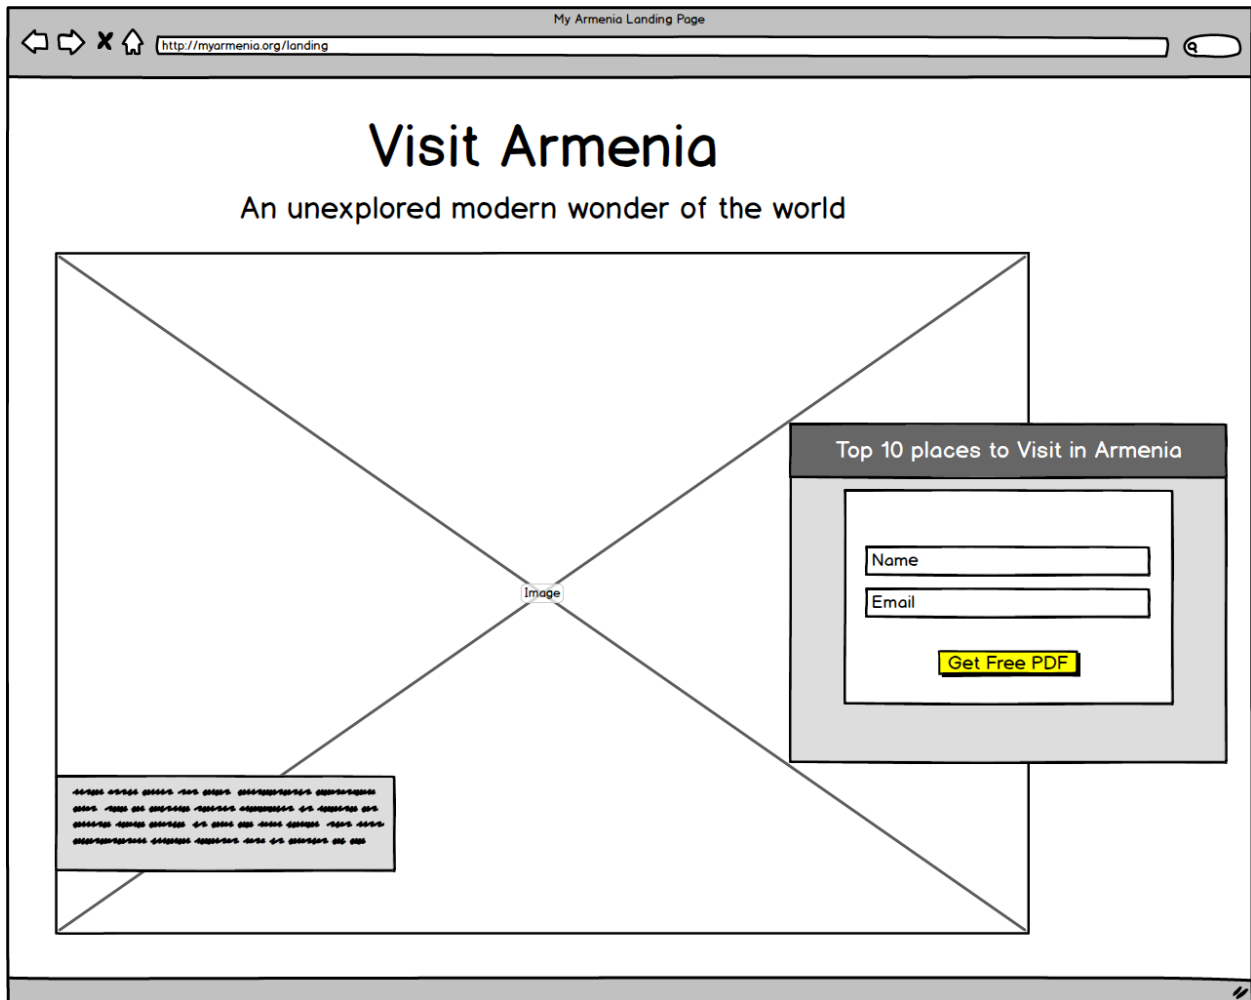 My Armenia Landing Page
http://myarmenia.org/landing
Visit Armenia
An unexplored modern wonder of the world
Top 10 places to Visit in Armenia
Name
Email
Image
Get Free PDF